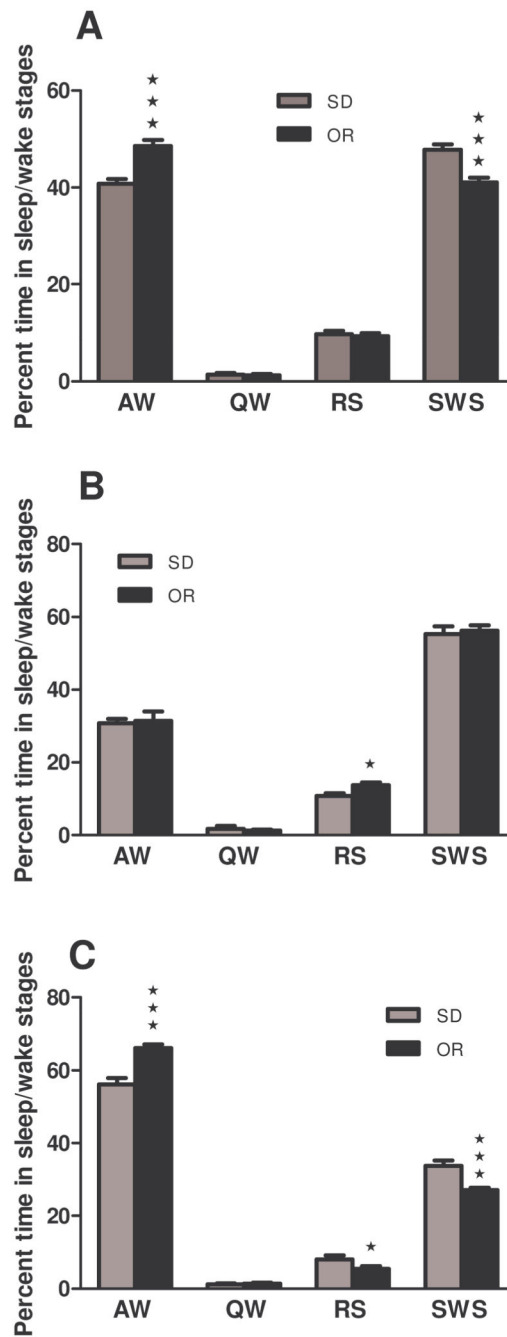 A
Percent time in sleep/wake stages
60
40
20
0
SD
OR
★★★
★★★
AW QW RS SWS
B
Percent time in sleep/wake stages
80
60
40
20
0
SD
OR
★
AW QW RS SWS
C
Percent time in sleep/wake stages
80
60
40
20
0
SD
OR
★★★
★
★★★
AW QW RS SWS